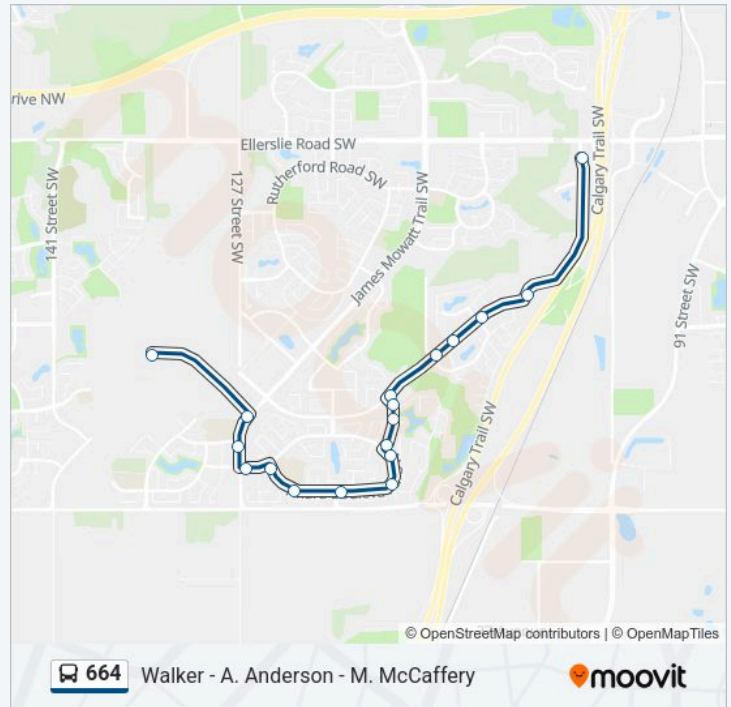 rive NW
Ellerslie Road SW
Rutherford Road SW
Calgary Trail SW
141 Street SW
127 Street SW
James Mowatt Trail SW
91 Street SW
Calgary Trail SW
© OpenStreetMap contributors | © OpenMapTiles
664 Walker - A. Anderson - M. McCaffery
moovit